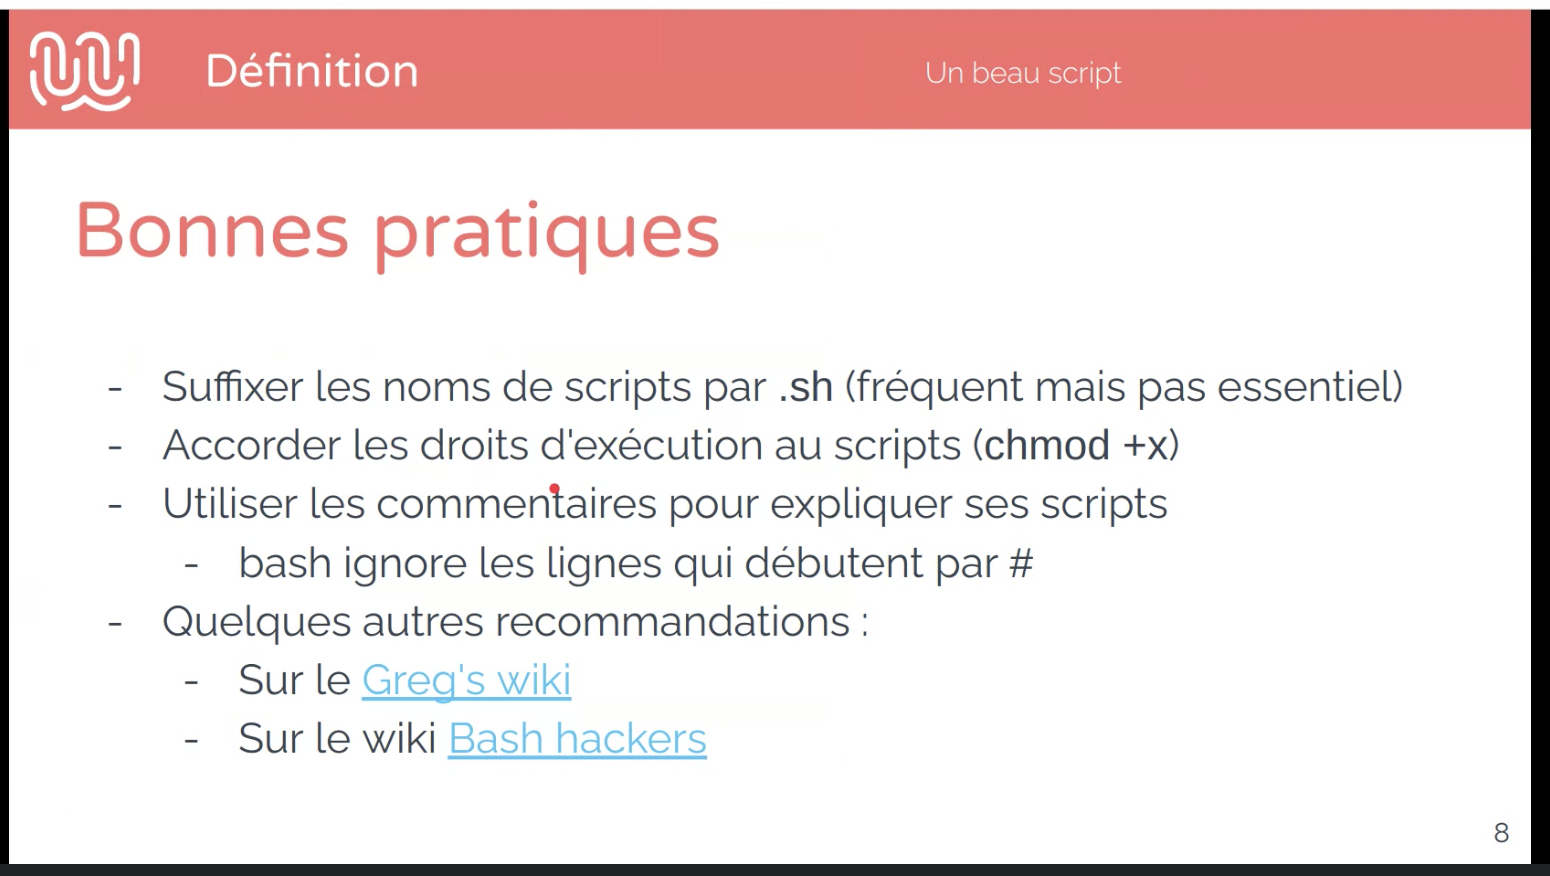 Définition
Un beau script
Bonnes pratiques
- Suffixer les noms de scripts par .sh (fréquent mais pas essentiel)
- Accorder les droits d'exécution au scripts (chmod +x)
- Utiliser les commentaires pour expliquer ses scripts
- bash ignore les lignes qui débutent par #
- Quelques autres recommandations :
- Sur le Greg's wiki
- Sur le wiki Bash hackers
8